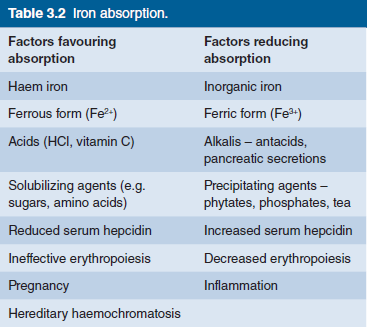 Table 3.2 Iron absorption.
Factors favouring absorption
Factors reducing absorption
Haem iron
Inorganic iron
Ferrous form (Fe²⁺)
Ferric form (Fe³⁺)
Acids (HCl, vitamin C)
Alkalis – antacids,
pancreatic secretions
Solubilizing agents (e.g.
sugars, amino acids)
Precipitating agents –
phytates, phosphates, tea
Reduced serum hepcidin
Increased serum hepcidin
Ineffective erythropoiesis
Decreased erythropoiesis
Pregnancy
Inflammation
Hereditary haemochromatosis